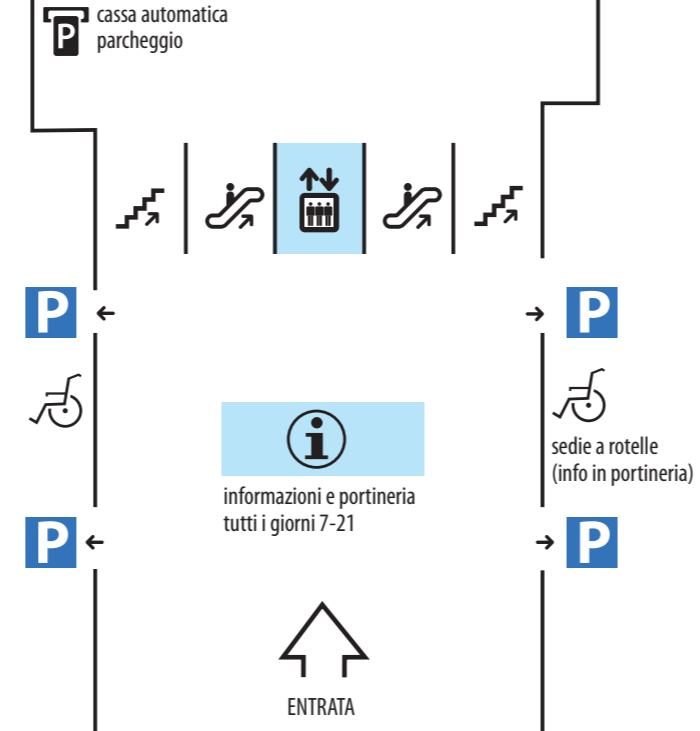 cassa automatica
parcheggio
P
P
P
sedie a rotelle
(info in portineria)
i
informazioni e portineria
tutti i giorni 7-21
P
P
ENTRATA